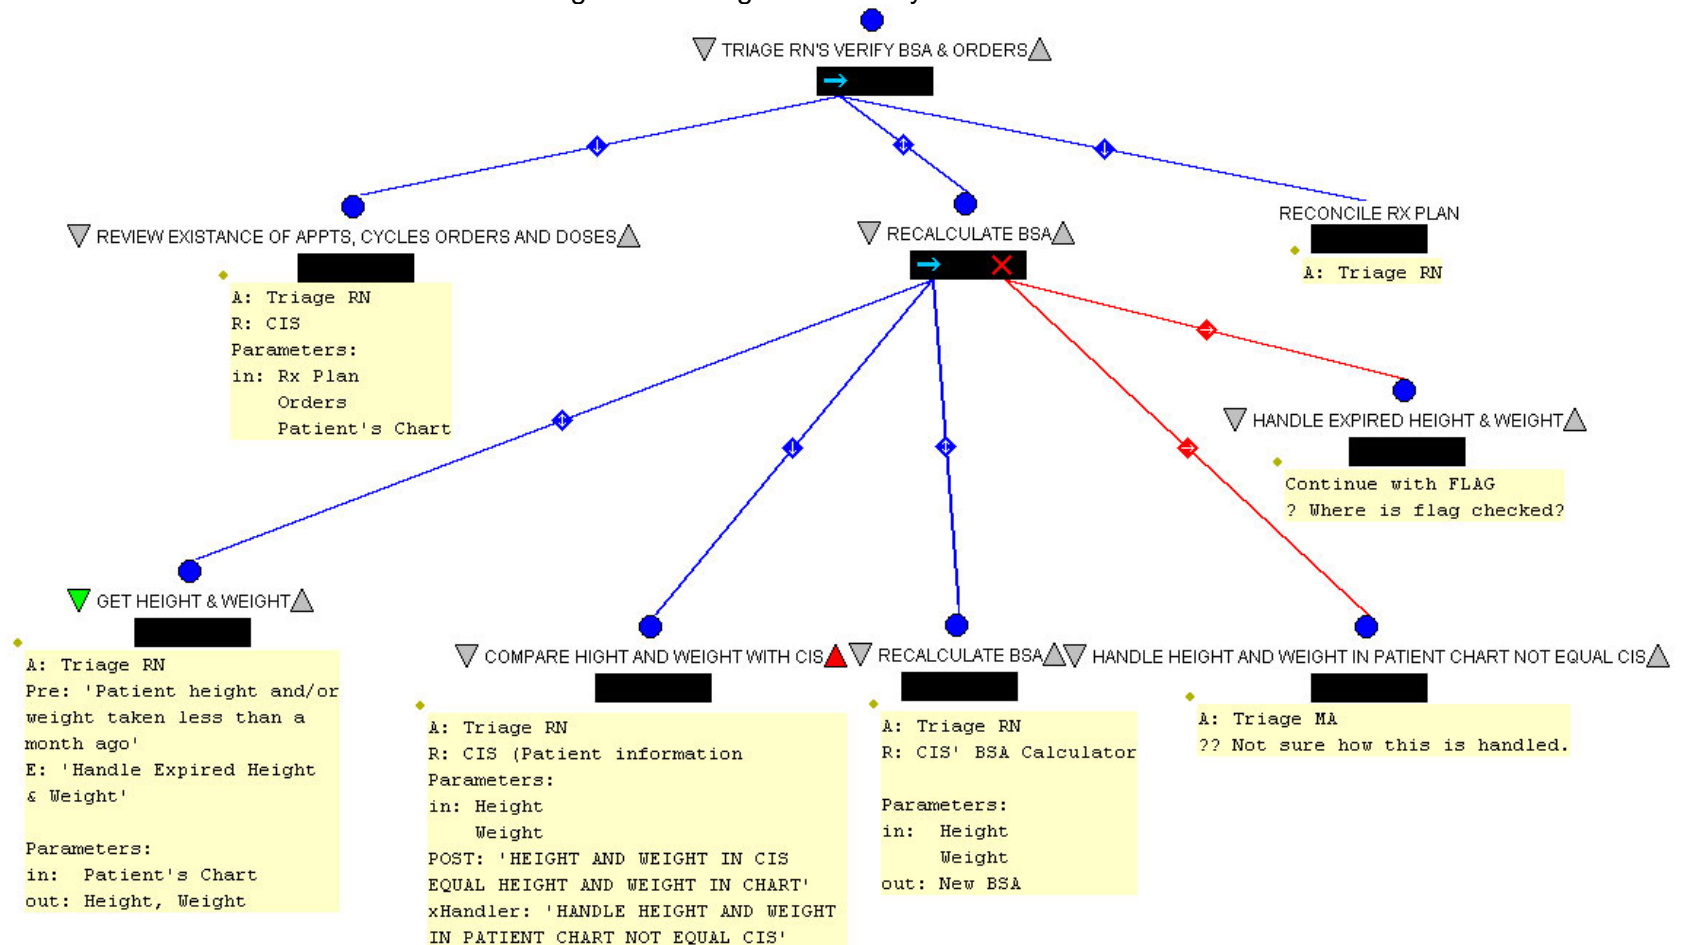 TRIAGE RN'S VERIFY BSA & ORDERS
REVIEW EXISTANCE OF APPTS, CYCLES ORDERS AND DOSES
A: Triage RN
R: CIS
Parameters:
in: Rx Plan
Orders
Patient's Chart
RECALCULATE BSA
RECONCILE RX PLAN
A: Triage RN
HANDLE EXPIRED HEIGHT & WEIGHT
Continue with FLAG
? Where is flag checked?
GET HEIGHT & WEIGHT
A: Triage RN
Pre: 'Patient height and/or
weight taken less than a
month ago'
E: 'Handle Expired Height
& Weight'
Parameters:
in: Patient's Chart
out: Height, Weight
COMPARE HIGHT AND WEIGHT WITH CIS
A: Triage RN
R: CIS (Patient information
Parameters:
in: Height
Weight
POST: 'HEIGHT AND WEIGHT IN CIS
EQUAL HEIGHT AND WEIGHT IN CHART'
xHandler: 'HANDLE HEIGHT AND WEIGHT
IN PATIENT CHART NOT EQUAL CIS'
RECALCULATE BSA
A: Triage RN
R: CIS' BSA Calculator
Parameters:
in: Height
Weight
out: New BSA
HANDLE HEIGHT AND WEIGHT IN PATIENT CHART NOT EQUAL CIS
A: Triage MA
?? Not sure how this is handled.